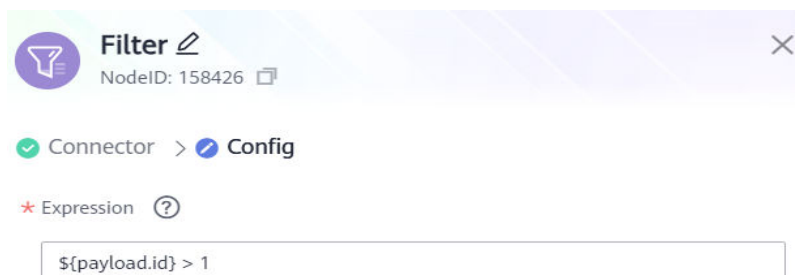 Filter
NodeID: 158426
Connector > Config
* Expression ?
${payload.id} > 1